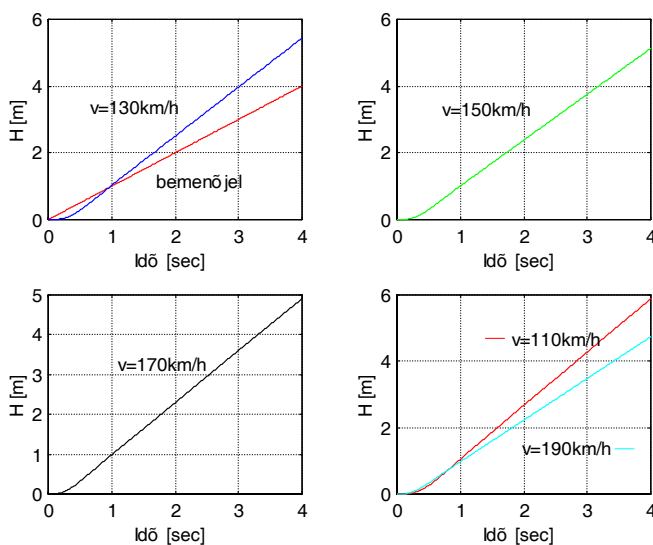 6
4
2
0
H [m]
v=130km/h
bemenõ jel
0 1 2 3 4
Idõ [sec]
6
4
2
0
H [m]
v=150km/h
0 1 2 3 4
Idõ [sec]
5
4
3
2
1
0
H [m]
v=170km/h
0 1 2 3 4
Idõ [sec]
6
4
2
0
H [m]
v=110km/h
v=190km/h
0 1 2 3 4
Idõ [sec]